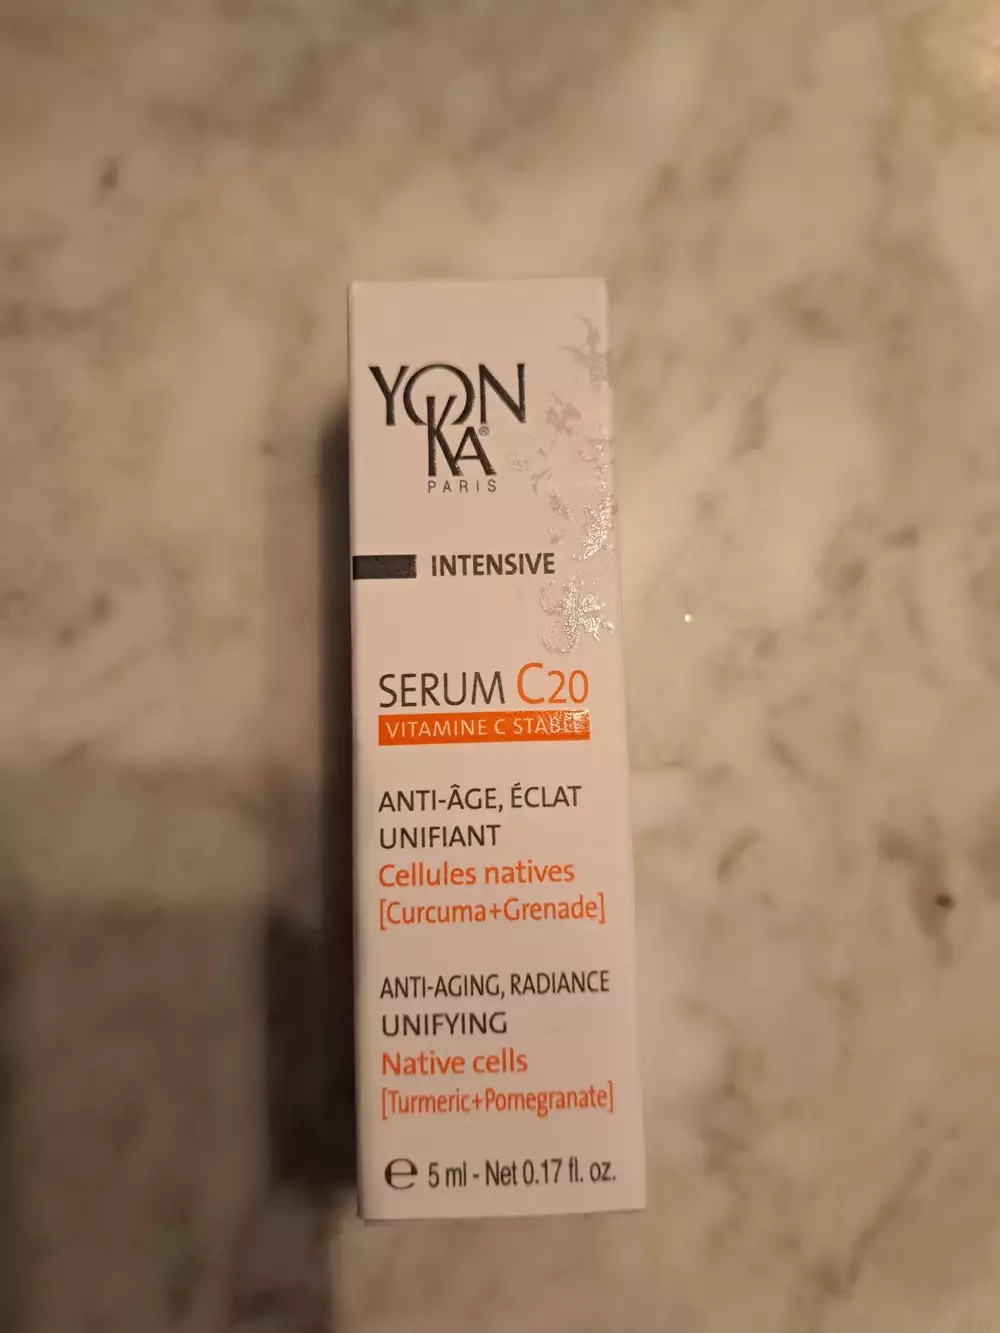 YON
KA®
PARIS
INTENSIVE
SERUM C20
VITAMINE C STABLE
ANTI-ÂGE, ÉCLAT
UNIFIANT
Cellules natives
[Curcuma+Grenade]
ANTI-AGING, RADIANCE
UNIFYING
Native cells
[Turmeric+Pomegranate]
℮ 5 ml - Net 0.17 fl. oz.